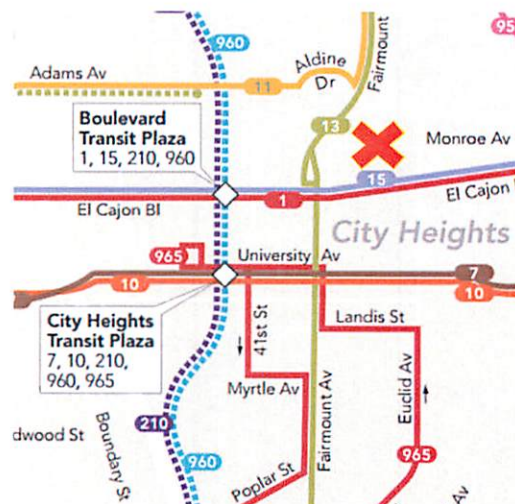 960
95
Adams Av
11
Aldine
Dr
Fairmount
13
Boulevard
Transit Plaza
1, 15, 210, 960
Monroe Av
15
El Cajon Bl
1
El Cajon
City Heights
965
University Av
10
7
10
City Heights
Transit Plaza
7, 10, 210,
960, 965
41st St
Landis St
Myrtle Av
Fairmount Av
Euclid Av
dwood St
210
Boundary St
960
Poplar St
965
Av